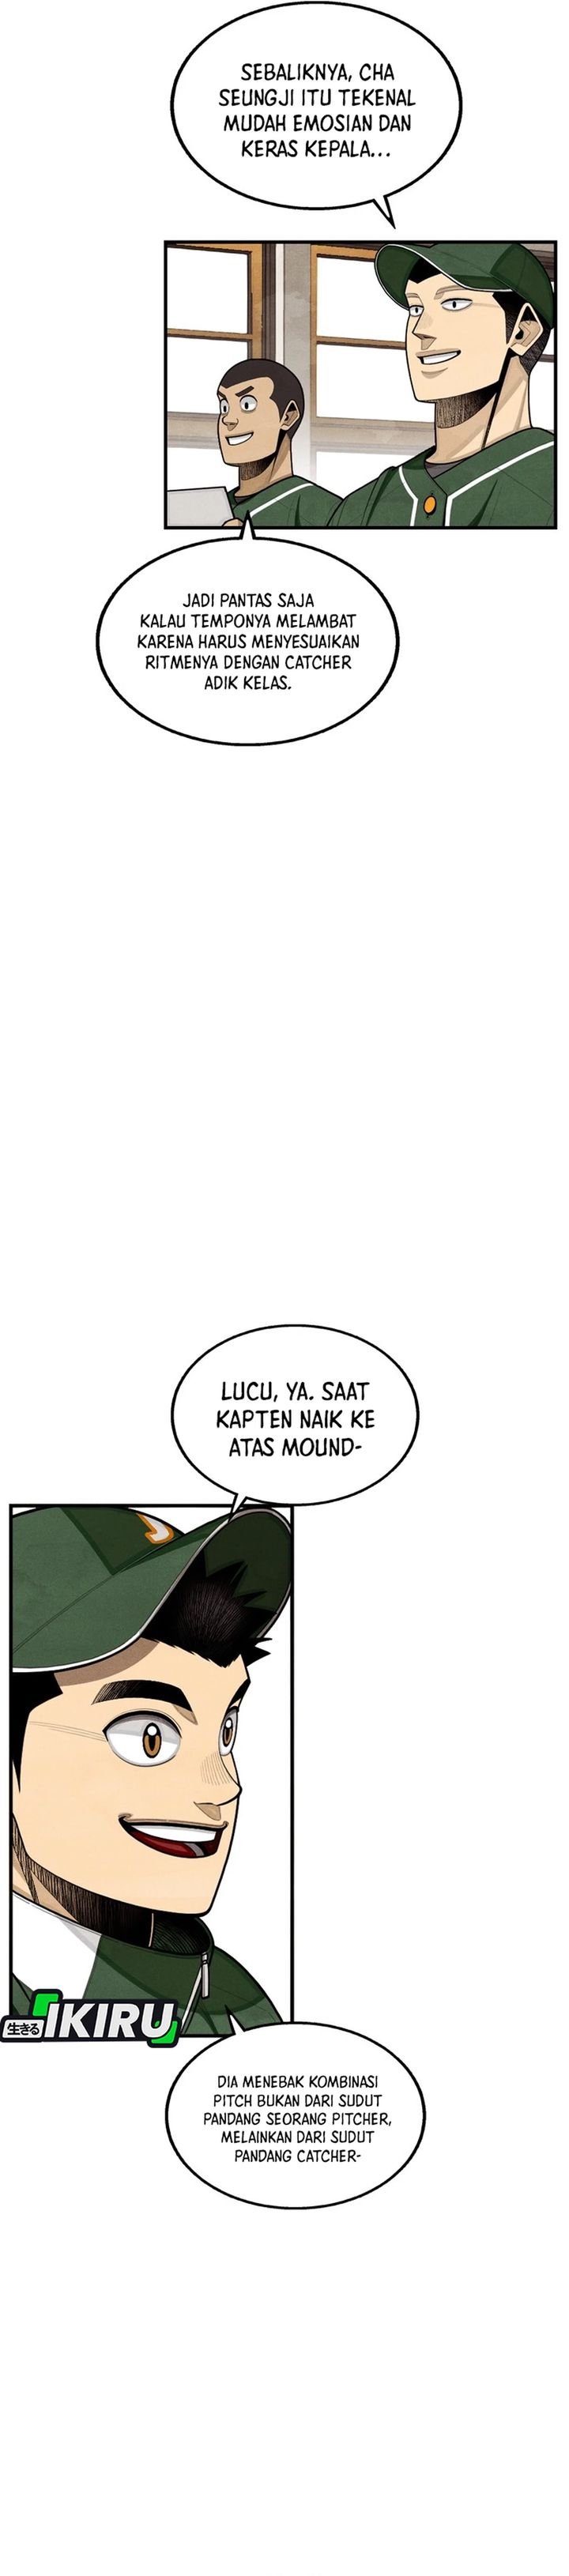 SEBALIKNYA, CHA
SEUNGJI ITU TEKENAL
MUDAH EMOSIAN DAN
KERAS KEPALA...
JADI PANTAS SAJA
KALAU TEMPONYA MELAMBAT
KARENA HARUS MENYESUAIKAN
RITMENYA DENGAN CATCHER
ADIK KELAS.
LUCU, YA. SAAT
KAPTEN NAIK KE
ATAS MOUND-
生きる IKIRU
DIA MENEBAK KOMBINASI
PITCH BUKAN DARI SUDUT
PANDANG SEORANG PITCHER,
MELAINKAN DARI SUDUT
PANDANG CATCHER-